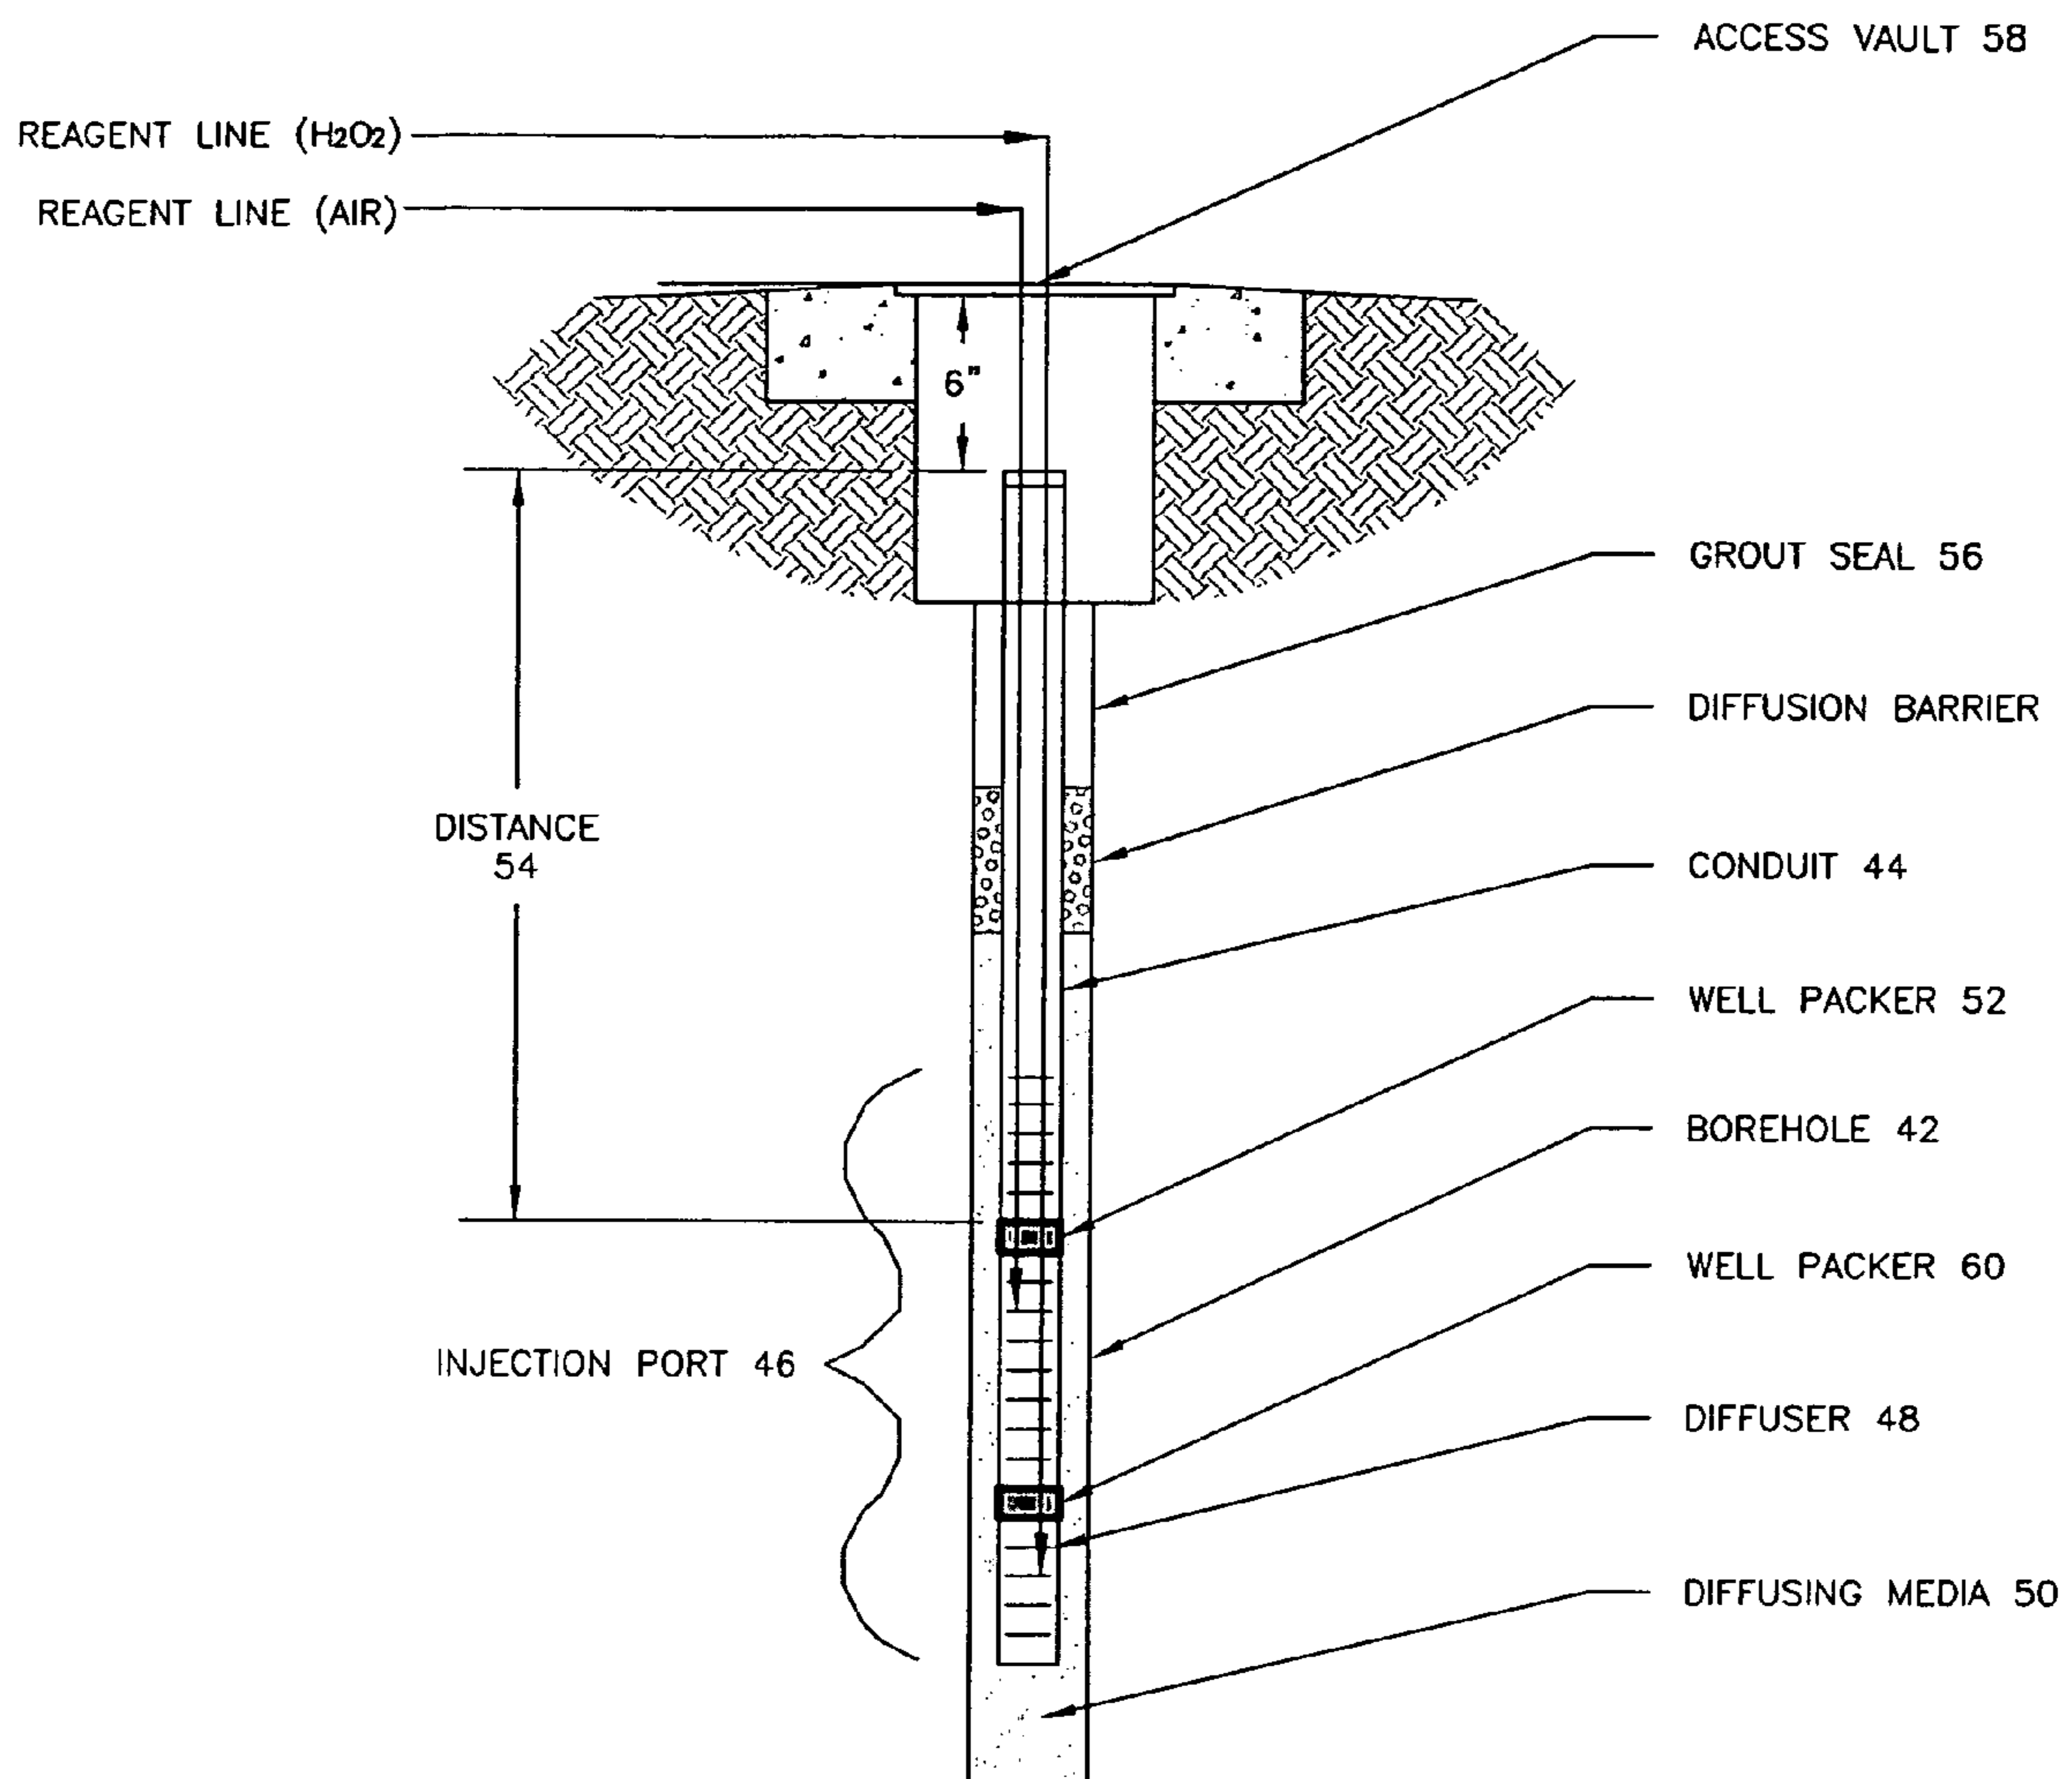 ACCESS VAULT 58
REAGENT LINE (H2O2)
REAGENT LINE (AIR)
6"
GROUT SEAL 56
DIFFUSION BARRIER
DISTANCE
54
CONDUIT 44
WELL PACKER 52
BOREHOLE 42
WELL PACKER 60
INJECTION PORT 46
DIFFUSER 48
DIFFUSING MEDIA 50